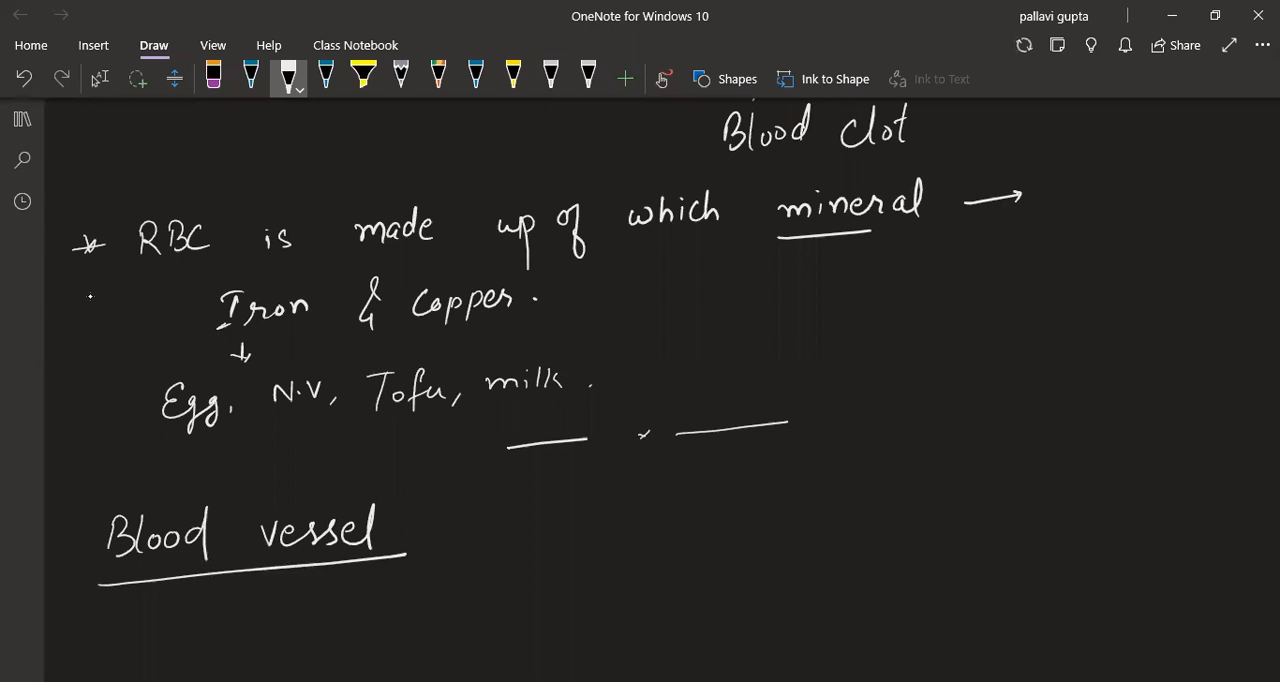 OneNote for Windows 10
pallavi gupta
Home Insert Draw View Help Class Notebook
Share
Shapes Ink to Shape Ink to Text
Blood clot
RBC is made up of which mineral →
Iron & Copper.
↓
Egg, N.V, Tofu, milk.
Blood vessel